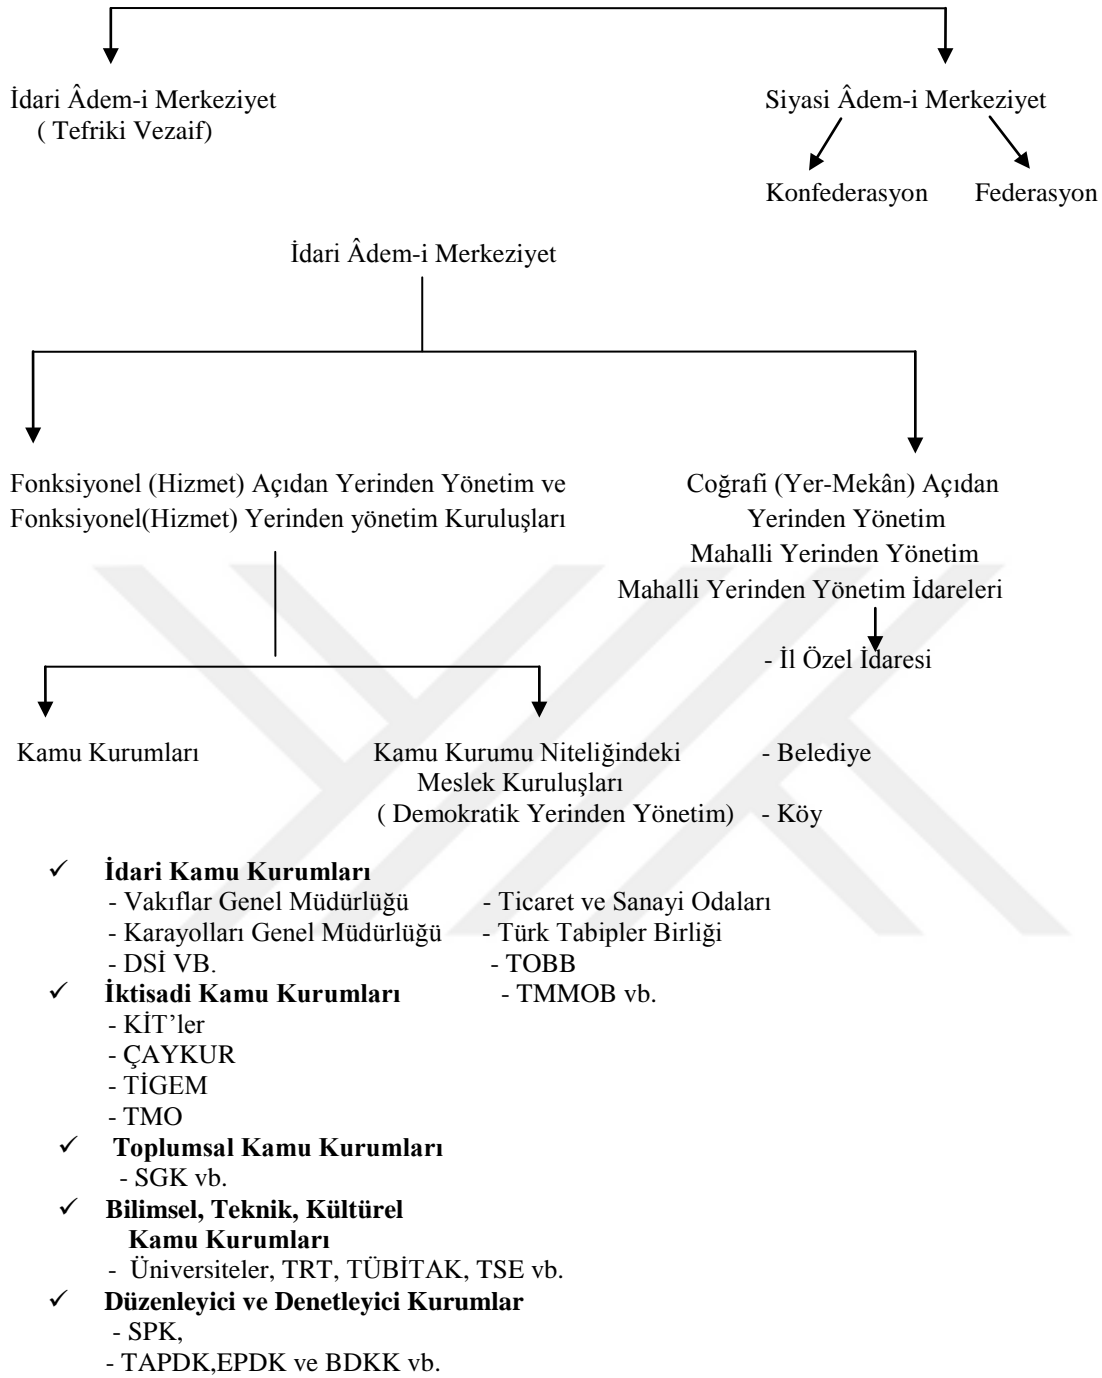 İdari Âdem-i Merkeziyet
( Tefriki Vezaif)
Siyasi Âdem-i Merkeziyet
Konfederasyon
Federasyon
İdari Âdem-i Merkeziyet
Fonksiyonel (Hizmet) Açıdan Yerinden Yönetim ve
Fonksiyonel(Hizmet) Yerinden yönetim Kuruluşları
Coğrafi (Yer-Mekân) Açıdan
Yerinden Yönetim
Mahalli Yerinden Yönetim
Mahalli Yerinden Yönetim İdareleri
- İl Özel İdaresi
- Belediye
- Köy
Kamu Kurumları
Kamu Kurumu Niteliğindeki
Meslek Kuruluşları
( Demokratik Yerinden Yönetim)
✓ İdari Kamu Kurumları
- Vakıflar Genel Müdürlüğü
- Karayolları Genel Müdürlüğü
- DSİ VB.
- Ticaret ve Sanayi Odaları
- Türk Tabipler Birliği
- TOBB
- TMMOB vb.
✓ İktisadi Kamu Kurumları
- KİT’ler
- ÇAYKUR
- TİGEM
- TMO
✓ Toplumsal Kamu Kurumları
- SGK vb.
✓ Bilimsel, Teknik, Kültürel
Kamu Kurumları
- Üniversiteler, TRT, TÜBİTAK, TSE vb.
✓ Düzenleyici ve Denetleyici Kurumlar
- SPK,
- TAPDK,EPDK ve BDKK vb.